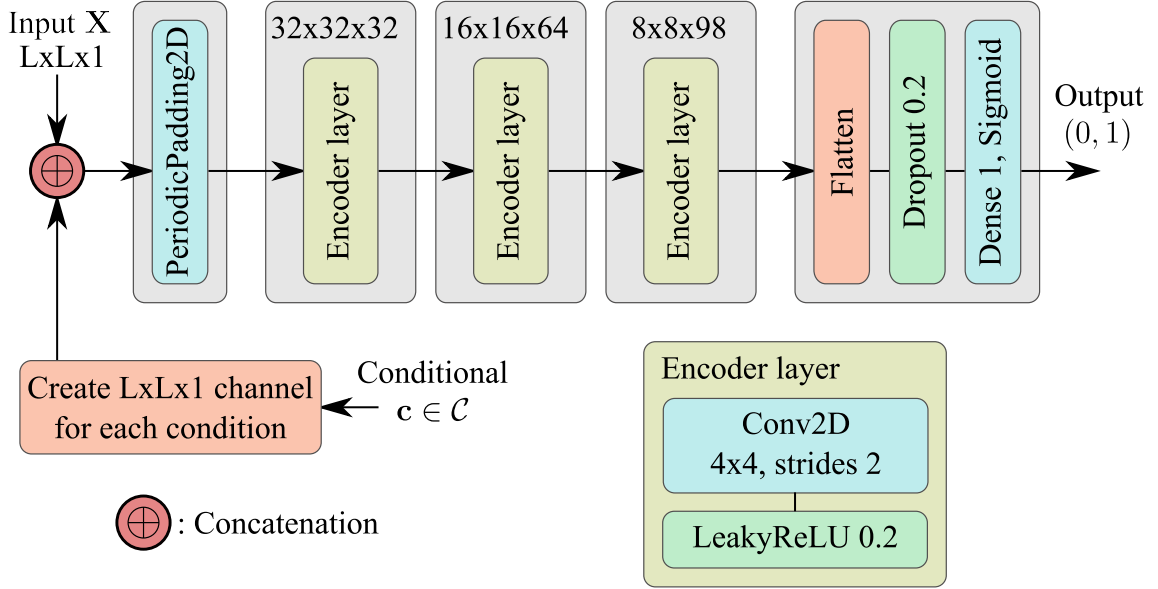 Input X
LxLx1
PeriodicPadding2D
32x32x32
Encoder layer
16x16x64
Encoder layer
8x8x98
Encoder layer
Flatten
Dropout 0.2
Dense 1, Sigmoid
Output
(0, 1)
Create LxLx1 channel
for each condition
Conditional
c ∈ 𝒞
: Concatenation
Encoder layer
Conv2D
4x4, strides 2
LeakyReLU 0.2